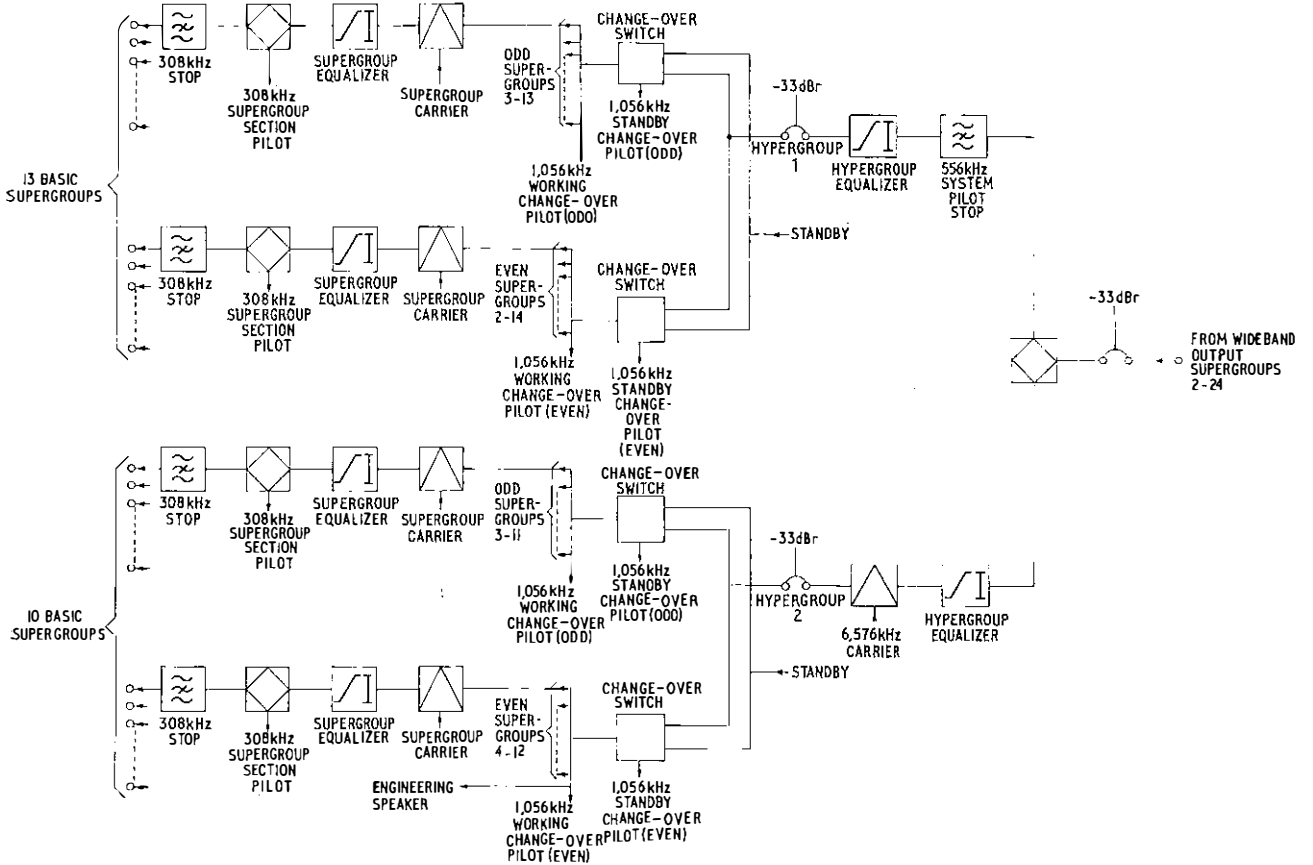 CHANGE-OVER
SWITCH
308kHz
STOP
308kHz
SUPERGROUP
SECTION
PILOT
SUPERGROUP
EQUALIZER
SUPERGROUP
CARRIER
ODD
SUPER-
GROUPS
3-13
1,056kHz
STANDBY
CHANGE-OVER
PILOT(ODD)
-33dBr
HYPERGROUP
1
HYPERGROUP
EQUALIZER
556kHz
SYSTEM
PILOT
STOP
13 BASIC
SUPERGROUPS
1,056kHz
WORKING
CHANGE-OVER
PILOT(ODO)
STANDBY
308kHz
STOP
308kHz
SUPERGROUP
SECTION
PILOT
SUPERGROUP
EQUALIZER
SUPERGROUP
CARRIER
EVEN
SUPER-
GROUPS
2-14
CHANGE-OVER
SWITCH
1,056kHz
WORKING
CHANGE-OVER
PILOT(EVEN)
1,056kHz
STANDBY
CHANGE-
OVER
PILOT
(EVEN)
-33dBr
FROM WIDEBAND
OUTPUT
SUPERGROUPS
2-24
308kHz
STOP
308kHz
SUPERGROUP
SECTION
PILOT
SUPERGROUP
EQUALIZER
SUPERGROUP
CARRIER
ODD
SUPER-
GROUPS
3-11
CHANGE-OVER
SWITCH
1,056kHz
WORKING
CHANGE-OVER
PILOT(ODD)
1,056kHz
STANDBY
CHANGE-OVER
PILOT(ODD)
-33dBr
HYPERGROUP
2
6,576kHz
CARRIER
HYPERGROUP
EQUALIZER
10 BASIC
SUPERGROUPS
STANDBY
308kHz
STOP
308kHz
SUPERGROUP
SECTION
PILOT
SUPERGROUP
EQUALIZER
SUPERGROUP
CARRIER
EVEN
SUPER-
GROUPS
4-12
CHANGE-OVER
SWITCH
ENGINEERING
SPEAKER
1,056kHz
WORKING
CHANGE-OVER
PILOT(EVEN)
1,056kHz
STANDBY
CHANGE-OVER
PILOT(EVEN)